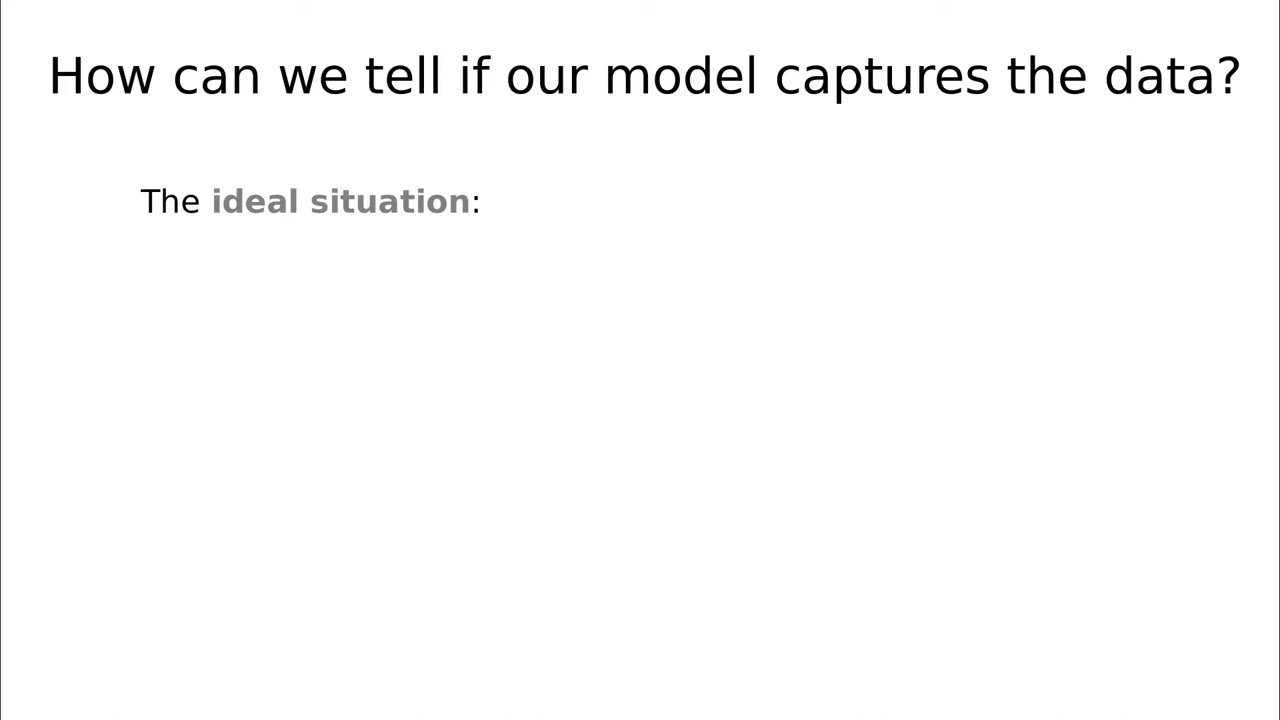 How can we tell if our model captures the data?
The ideal situation: